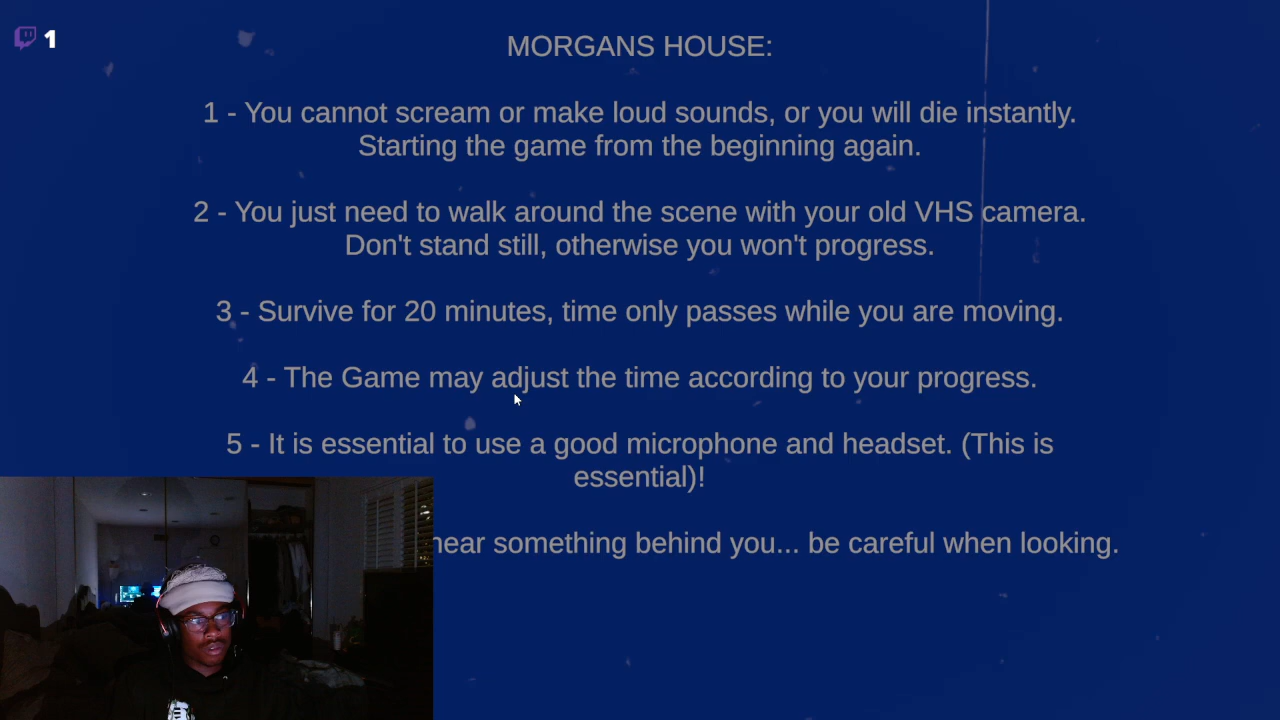 1
MORGANS HOUSE:
1 - You cannot scream or make loud sounds, or you will die instantly.
Starting the game from the beginning again.
2 - You just need to walk around the scene with your old VHS camera.
Don't stand still, otherwise you won't progress.
3 - Survive for 20 minutes, time only passes while you are moving.
4 - The Game may adjust the time according to your progress.
5 - It is essential to use a good microphone and headset. (This is
essential)!
hear something behind you... be careful when looking.